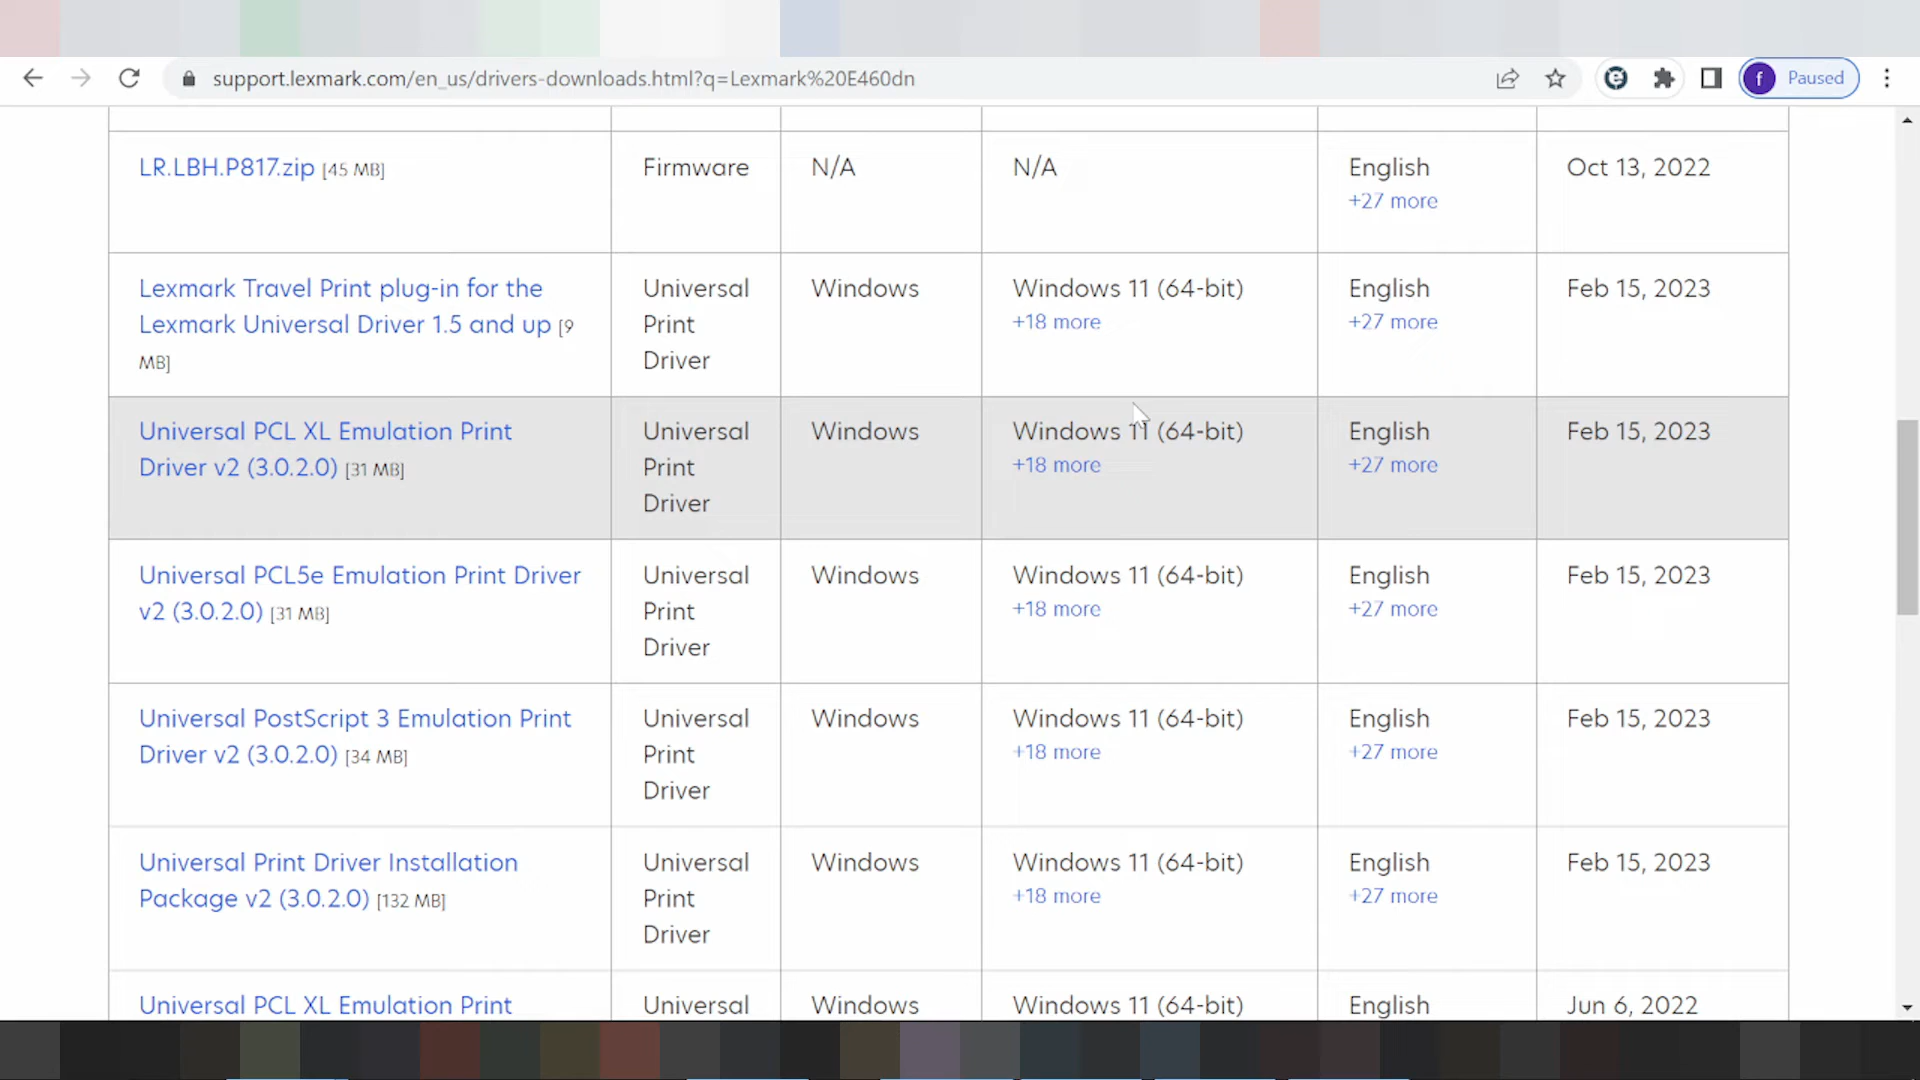 support.lexmark.com/en_us/drivers-downloads.html?q=Lexmark%20E460dn
f Paused
LR.LBH.P817.zip [45 MB] Firmware N/A N/A English Oct 13, 2022
+27 more
Lexmark Travel Print plug-in for the Universal Windows Windows 11 (64-bit) English Feb 15, 2023
Lexmark Universal Driver 1.5 and up [9 Print +18 more +27 more
MB] Driver
Universal PCL XL Emulation Print Universal Windows Windows 11 (64-bit) English Feb 15, 2023
Driver v2 (3.0.2.0) [31 MB] Print +18 more +27 more
Driver
Universal PCL5e Emulation Print Driver Universal Windows Windows 11 (64-bit) English Feb 15, 2023
v2 (3.0.2.0) [31 MB] Print +18 more +27 more
Driver
Universal PostScript 3 Emulation Print Universal Windows Windows 11 (64-bit) English Feb 15, 2023
Driver v2 (3.0.2.0) [34 MB] Print +18 more +27 more
Driver
Universal Print Driver Installation Universal Windows Windows 11 (64-bit) English Feb 15, 2023
Package v2 (3.0.2.0) [132 MB] Print +18 more +27 more
Driver
Universal PCL XL Emulation Print Universal Windows Windows 11 (64-bit) English Jun 6, 2022